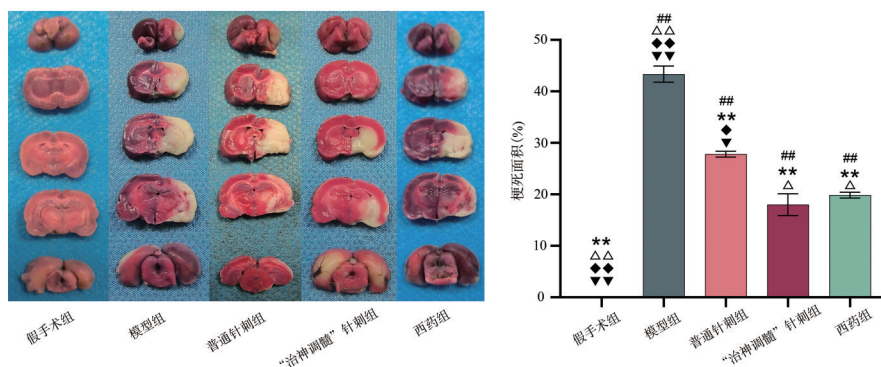 假手术组
模型组
普通针刺组
“治神调髓”针刺组
西药组
梗死面积(%)
50
40
30
20
10
0
##
△△
◆◆
▼▼
##
**
◆
▼
##
**
△
##
**
△
**
△△
◆◆
▼▼
假手术组
模型组
普通针刺组
“治神调髓”针刺组
西药组